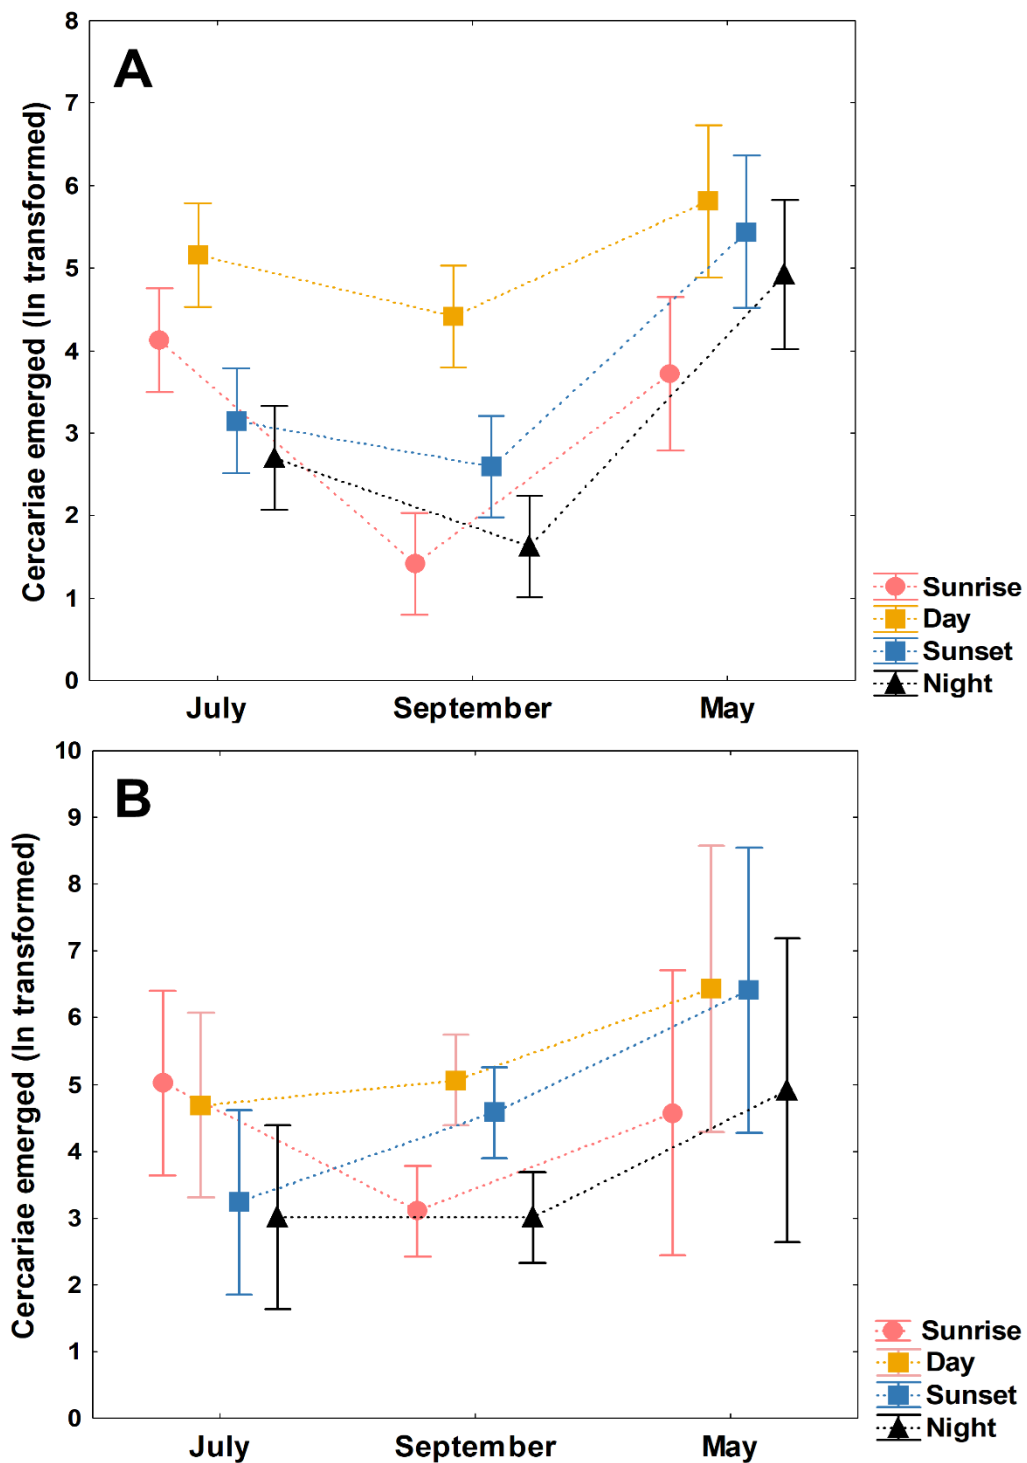 A
Cercariae emerged (ln transformed)
8
7
6
5
4
3
2
1
0
July September May
Sunrise
Day
Sunset
Night
B
Cercariae emerged (ln transformed)
10
9
8
7
6
5
4
3
2
1
0
July September May
Sunrise
Day
Sunset
Night